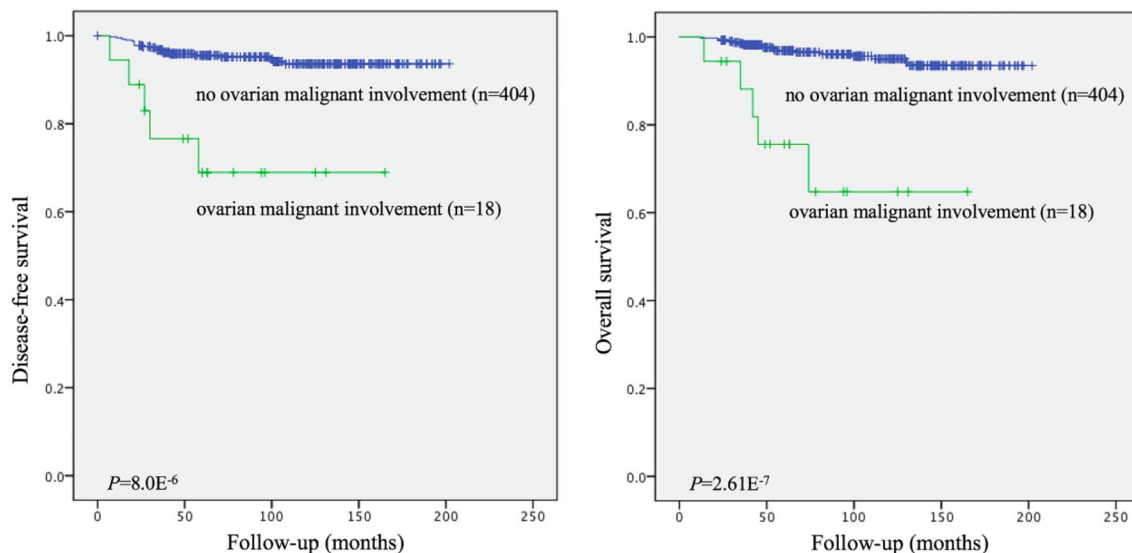 1.0
0.8
0.6
0.4
0.2
0.0
Disease-free survival
no ovarian malignant involvement (n=404)
ovarian malignant involvement (n=18)
P=8.0E-6
0 50 100 150 200 250
Follow-up (months)
1.0
0.8
0.6
0.4
0.2
0.0
Overall survival
no ovarian malignant involvement (n=404)
ovarian malignant involvement (n=18)
P=2.61E-7
0 50 100 150 200 250
Follow-up (months)